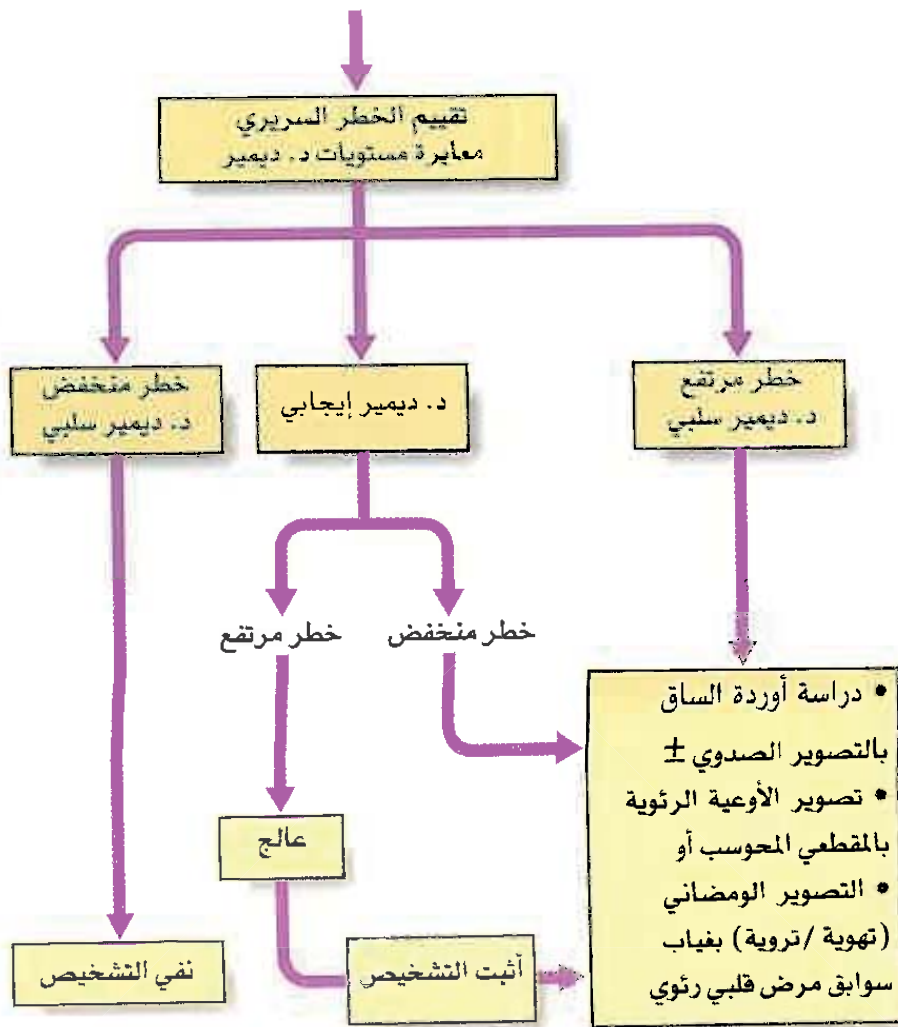 تقييم الخطر السريري
معايرة مستويات د. ديمير
خطر مرتفع
د. ديمير سلبي
د. ديمير إيجابي
خطر منخفض
د. ديمير سلبي
خطر منخفض
خطر مرتفع
• دراسة أوردة الساق
بالتصوير الصدوي ±
• تصوير الأوعية الرئوية
بالمقطعي المحوسب أو
• التصوير الومضاني
(تهوية / تروية) بغياب
سوابق مرض قلبي رئوي
عالج
أثبت التشخيص
نفي التشخيص